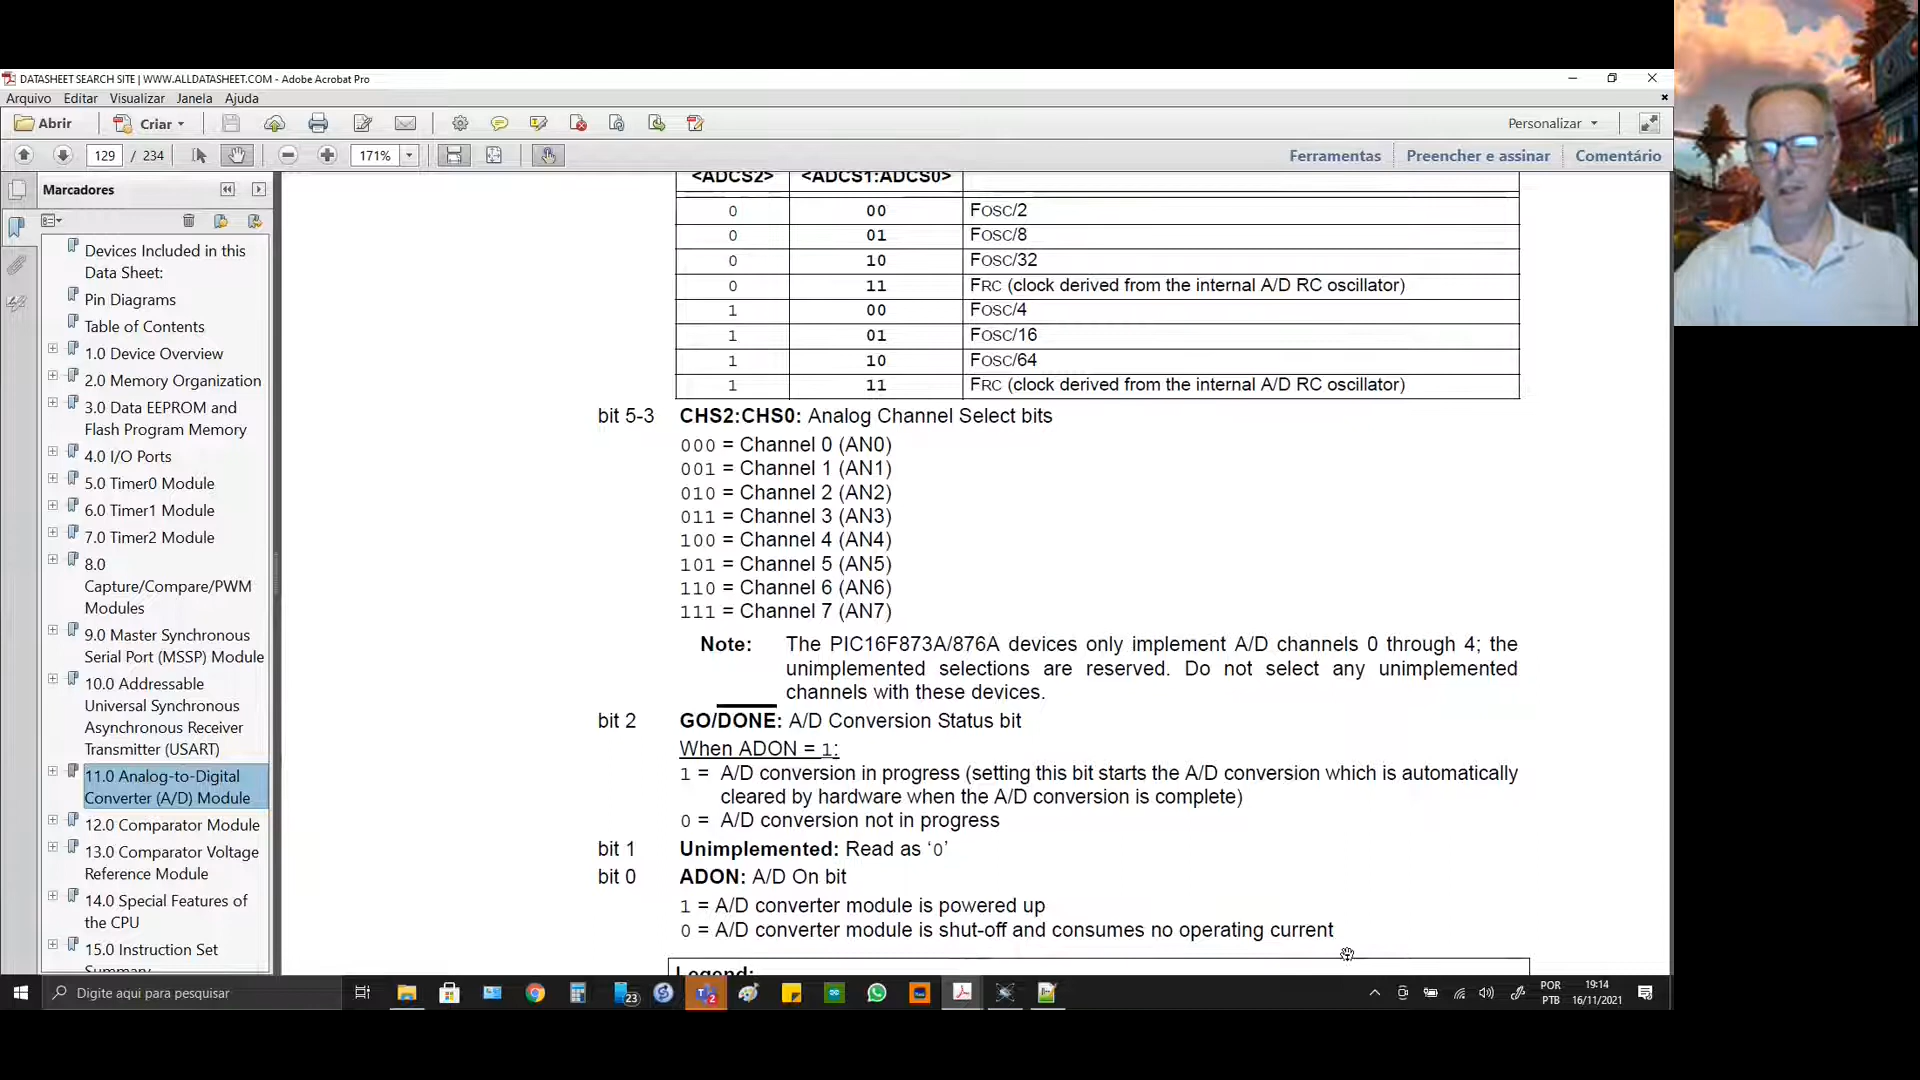 DATASHEET SEARCH SITE | WWW.ALLDATASHEET.COM - Adobe Acrobat Pro
Arquivo Editar Visualizar Janela Ajuda
Abrir Criar Personalizar
129 / 234 171% Ferramentas Preencher e assinar Comentário
Marcadores
Devices Included in this
Data Sheet:
Pin Diagrams
Table of Contents
1.0 Device Overview
2.0 Memory Organization
3.0 Data EEPROM and
Flash Program Memory
4.0 I/O Ports
5.0 Timer0 Module
6.0 Timer1 Module
7.0 Timer2 Module
8.0
Capture/Compare/PWM
Modules
9.0 Master Synchronous
Serial Port (MSSP) Module
10.0 Addressable
Universal Synchronous
Asynchronous Receiver
Transmitter (USART)
11.0 Analog-to-Digital
Converter (A/D) Module
12.0 Comparator Module
13.0 Comparator Voltage
Reference Module
14.0 Special Features of
the CPU
15.0 Instruction Set
Summary
<ADCS2> <ADCS1:ADCS0>
0 00 FOSC/2
0 01 FOSC/8
0 10 FOSC/32
0 11 FRC (clock derived from the internal A/D RC oscillator)
1 00 FOSC/4
1 01 FOSC/16
1 10 FOSC/64
1 11 FRC (clock derived from the internal A/D RC oscillator)
bit 5-3 CHS2:CHS0: Analog Channel Select bits
000 = Channel 0 (AN0)
001 = Channel 1 (AN1)
010 = Channel 2 (AN2)
011 = Channel 3 (AN3)
100 = Channel 4 (AN4)
101 = Channel 5 (AN5)
110 = Channel 6 (AN6)
111 = Channel 7 (AN7)
Note: The PIC16F873A/876A devices only implement A/D channels 0 through 4; the
unimplemented selections are reserved. Do not select any unimplemented
channels with these devices.
bit 2 GO/DONE: A/D Conversion Status bit
When ADON = 1:
1 = A/D conversion in progress (setting this bit starts the A/D conversion which is automatically
cleared by hardware when the A/D conversion is complete)
0 = A/D conversion not in progress
bit 1 Unimplemented: Read as ‘0’
bit 0 ADON: A/D On bit
1 = A/D converter module is powered up
0 = A/D converter module is shut-off and consumes no operating current
Legend:
Digite aqui para pesquisar 23 2 POR 19:14
PTB 16/11/2021